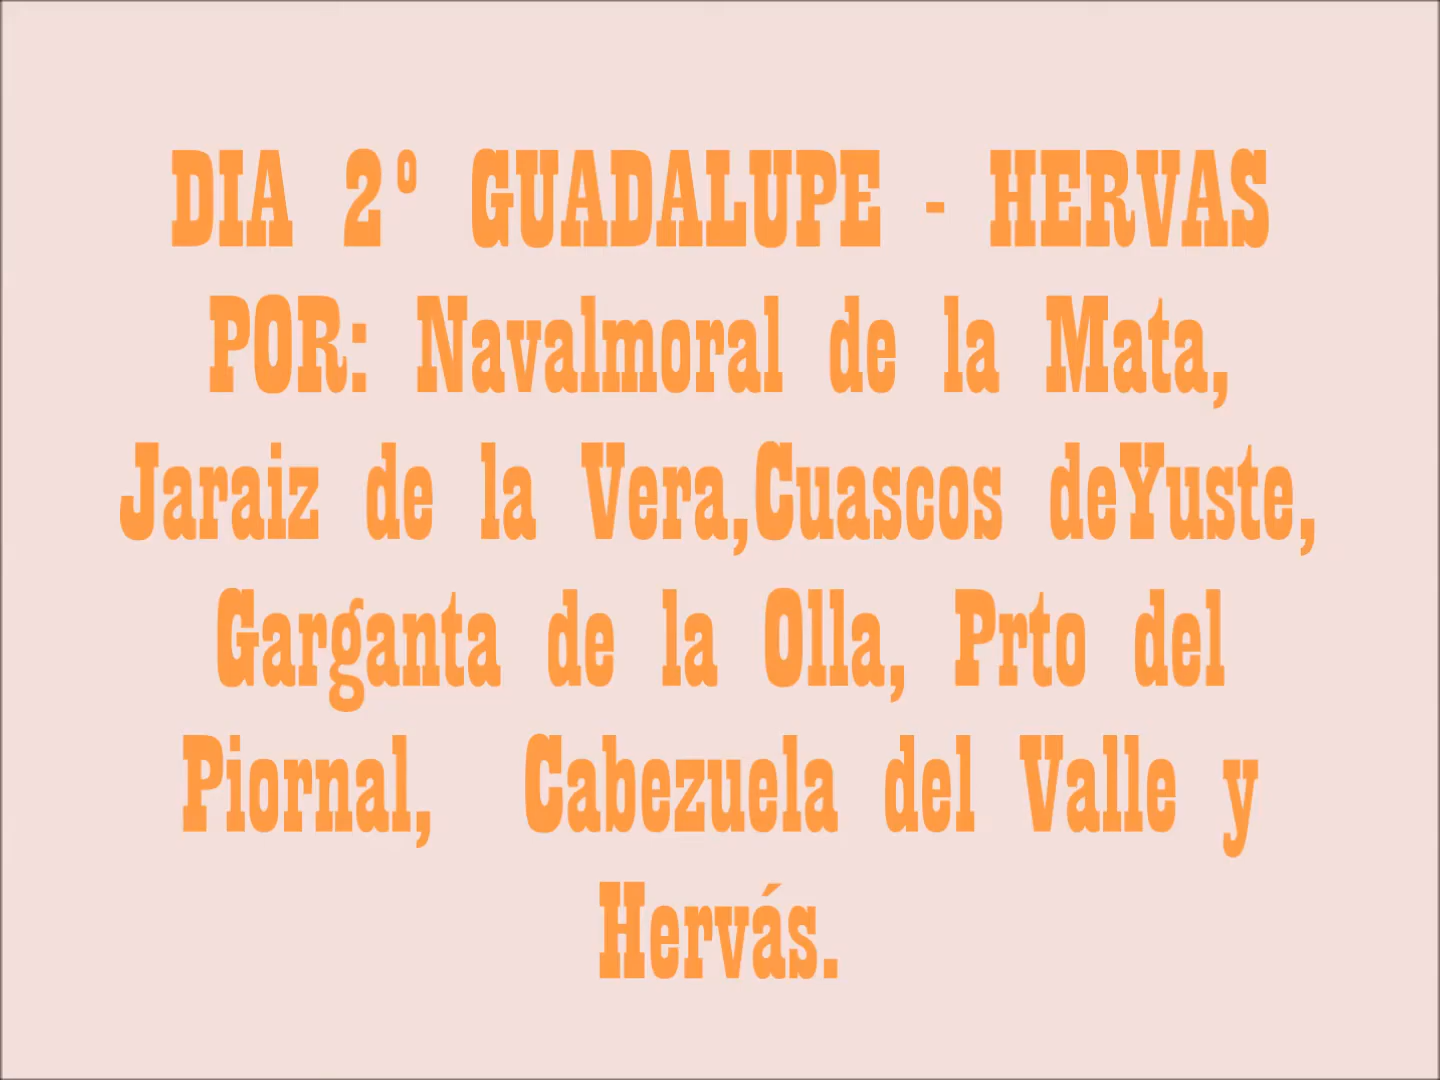 DIA 2º GUADALUPE - HERVAS
POR: Navalmoral de la Mata,
Jaraiz de la Vera,Cuascos deYuste,
Garganta de la Olla, Prto del
Piornal, Cabezuela del Valle y
Hervás.